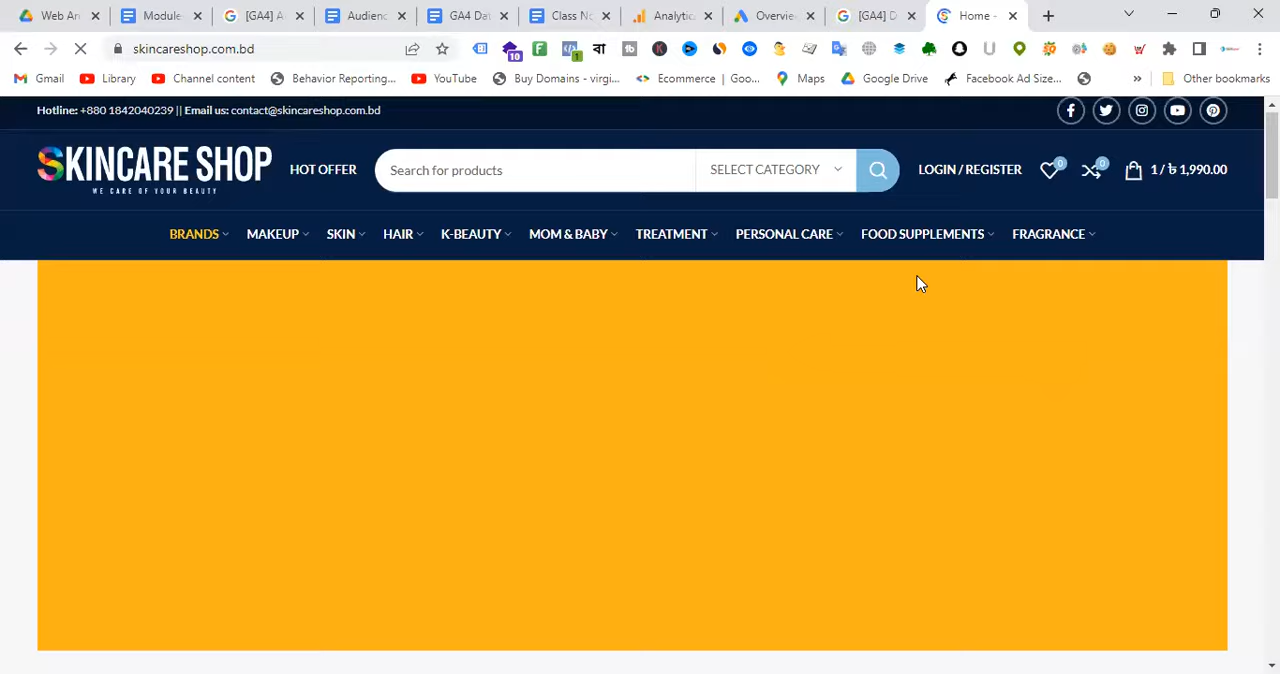 Web An
Module
[GA4] A
Audienc
GA4 Dat
Class No
Analytic
Overvie
[GA4] D
Home -
skincareshop.com.bd
10
1
বা
Gmail
Library
Channel content
Behavior Reporting...
YouTube
Buy Domains - virgi...
Ecommerce | Goo...
Maps
Google Drive
Facebook Ad Size...
»
Other bookmarks
Hotline: +880 1842040239 || Email us: contact@skincareshop.com.bd
SKINCARE SHOP
WE CARE OF YOUR BEAUTY
HOT OFFER
Search for products
SELECT CATEGORY
LOGIN / REGISTER
0
0
1 / ৳ 1,990.00
BRANDS
MAKEUP
SKIN
HAIR
K-BEAUTY
MOM & BABY
TREATMENT
PERSONAL CARE
FOOD SUPPLEMENTS
FRAGRANCE